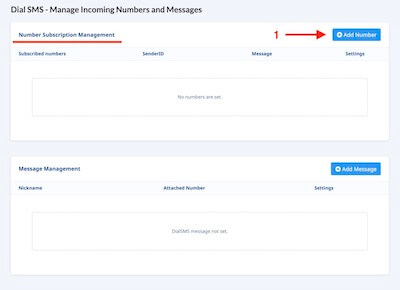 Dial SMS - Manage Incoming Numbers and Messages
Number Subscription Management
1
Add Number
Subscribed numbers SenderID Message Settings
No numbers are set.
Message Management
Add Message
Nickname Attached Number Settings
DialSMS message not set.